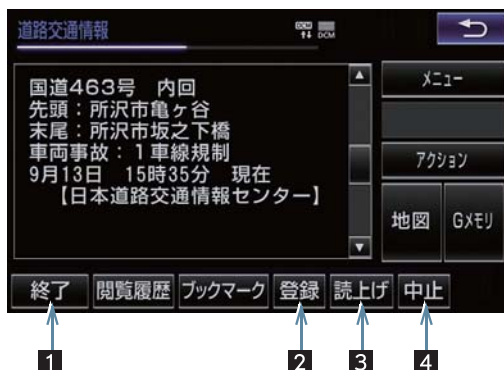 道路交通情報
DCM DCM
国道463号 内回
先頭：所沢市亀ヶ谷
末尾：所沢市坂之下橋
車両事故：1車線規制
9月13日 15時35分 現在
【日本道路交通情報センター】
メニュー
アクション
地図 Gメモリ
終了 閲覧履歴 ブックマーク 登録 読上げ 中止
1 2 3 4